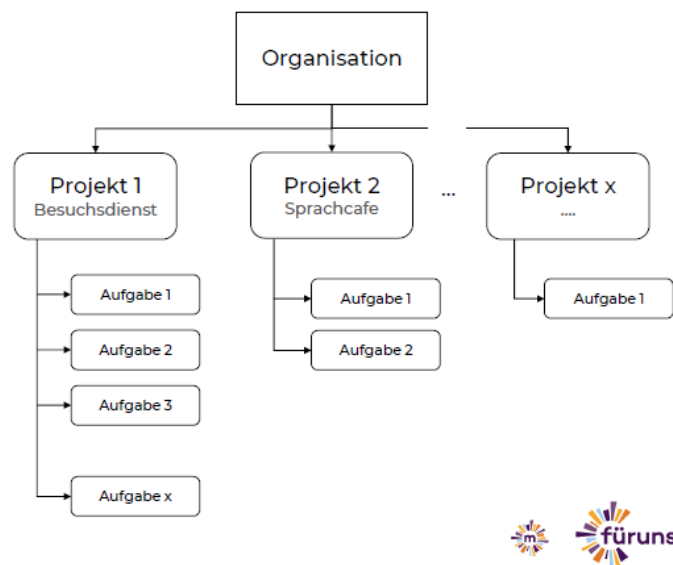 Organisation
Projekt 1
Besuchsdienst
Projekt 2
Sprachcafe
...
Projekt x
....
Aufgabe 1
Aufgabe 2
Aufgabe 3
Aufgabe x
Aufgabe 1
Aufgabe 2
Aufgabe 1
m
füruns